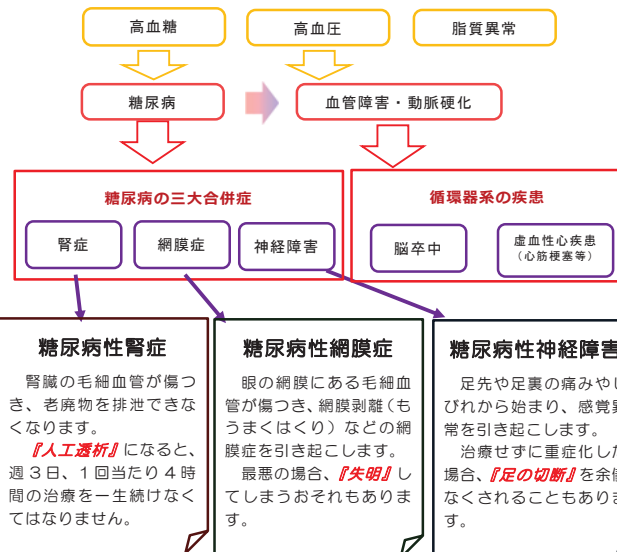 高血糖
高血圧
脂質異常
糖尿病
血管障害・動脈硬化
糖尿病の三大合併症
腎症
網膜症
神経障害
循環器系の疾患
脳卒中
虚血性心疾患
（心筋梗塞等）
糖尿病性腎症
腎臓の毛細血管が傷つ
き、老廃物を排泄できな
くなります。
『人工透析』になると、
週３日、１回当たり４時
間の治療を一生続けなく
てはなりません。
糖尿病性網膜症
眼の網膜にある毛細血
管が傷つき、網膜剥離（も
うまくはくり）などの網
膜症を引き起こします。
最悪の場合、『失明』し
てしまうおそれもありま
す。
糖尿病性神経障害
足先や足裏の痛みやし
びれから始まり、感覚異
常を引き起こします。
治療せずに重症化した
場合、『足の切断』を余儀
なくされることもありま
す。